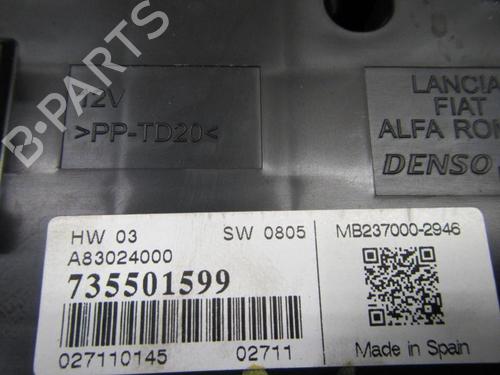 12V
>PP-TD20<
LANCIA
FIAT
ALFA ROM
DENSO
HW 03 SW 0805
A83024000
735501599
027110145 02711
MB237000-2946
Made in Spain
B-PARTS